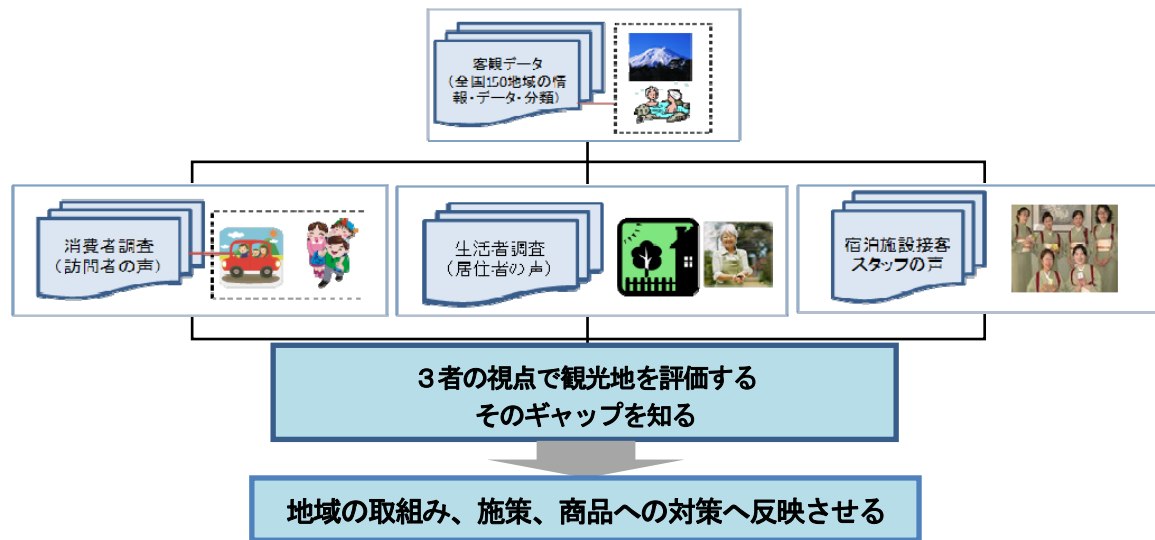 客観データ
(全国150地域の情
報・データ・分類)
消費者調査
(訪問者の声)
生活者調査
(居住者の声)
宿泊施設接客
スタッフの声
３者の視点で観光地を評価する
そのギャップを知る
地域の取組み、施策、商品への対策へ反映させる